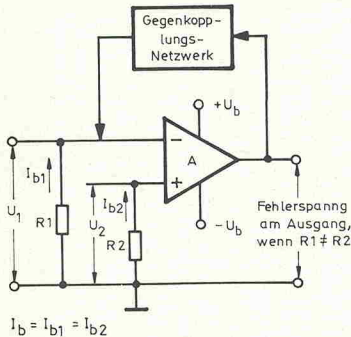 Gegenkopp-
lungs-
Netzwerk
+U_b
−
A
+
I_b1
I_b2
U_1
R1
U_2
R2
−U_b
Fehlerspanng
am Ausgang,
wenn R1 ≠ R2
I_b = I_b1 = I_b2